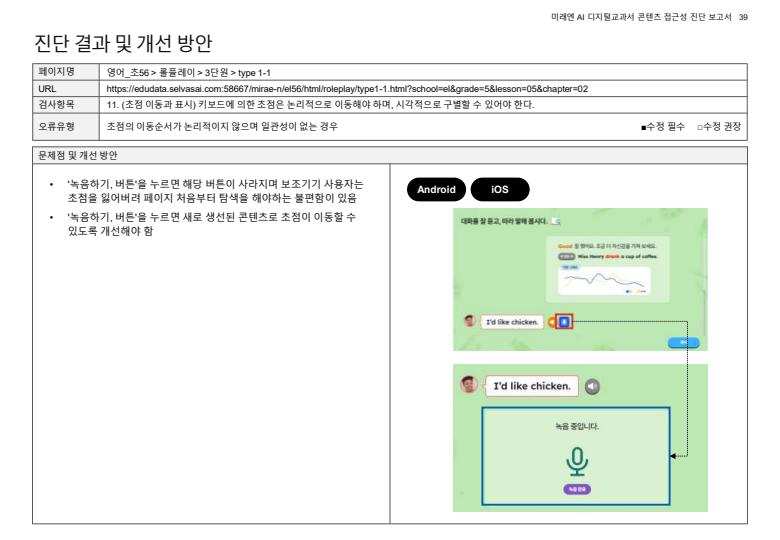 미래엔 AI 디지털교과서 콘텐츠 접근성 진단 보고서 39
진단 결과 및 개선 방안
페이지명 영어_초56 > 롤플레이 > 3단원 > type 1-1
URL https://edudata.selvasai.com:58667/mirae-n/el56/html/roleplay/type1-1.html?school=el&grade=5&lesson=05&chapter=02
검사항목 11. (초점 이동과 표시) 키보드에 의한 초점은 논리적으로 이동해야 하며, 시각적으로 구별할 수 있어야 한다.
오류유형 초점의 이동순서가 논리적이지 않으며 일관성이 없는 경우 ■수정 필수 □수정 권장
문제점 및 개선 방안
• '녹음하기, 버튼'을 누르면 해당 버튼이 사라지며 보조기기 사용자는
초점을 잃어버려 페이지 처음부터 탐색을 해야하는 불편함이 있음
• '녹음하기, 버튼'을 누르면 새로 생선된 컨텐츠로 초점이 이동할 수
있도록 개선해야 함
Android iOS
대화를 잘 듣고, 따라 말해 봅시다.
Good 잘 했어요. 조금 더 자신감을 가져 보세요.
Miss Henry drank a cup of coffee.
I'd like chicken.
I'd like chicken.
녹음 중입니다.
녹음 완료